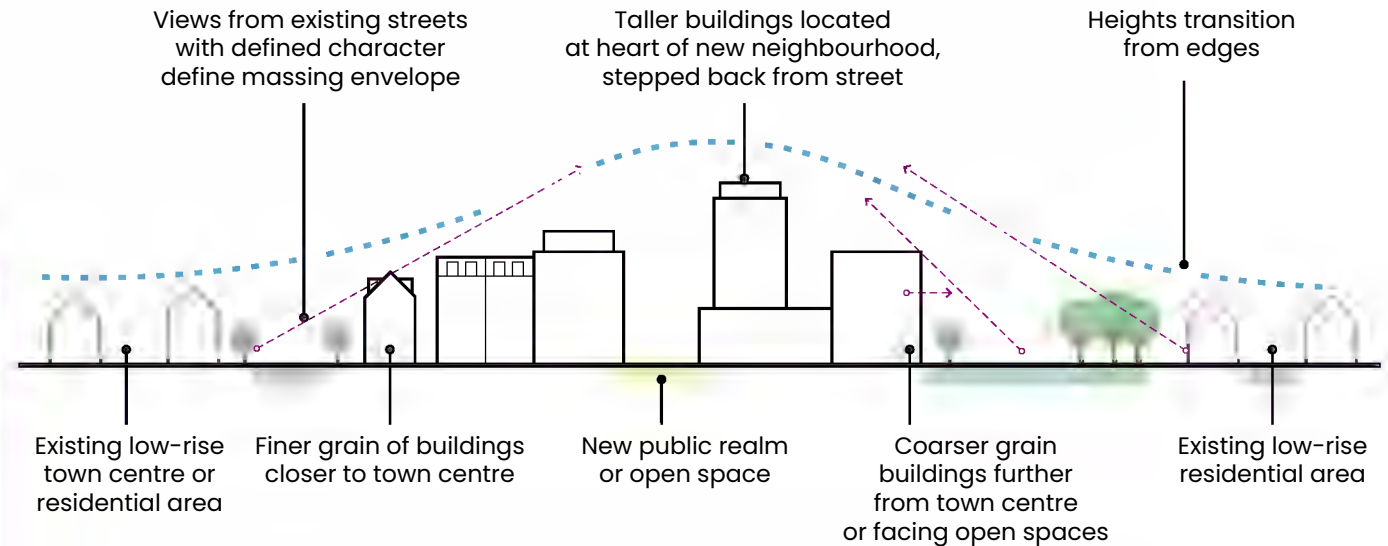 Views from existing streets
with defined character
define massing envelope
Taller buildings located
at heart of new neighbourhood,
stepped back from street
Heights transition
from edges
Existing low-rise
town centre or
residential area
Finer grain of buildings
closer to town centre
New public realm
or open space
Coarser grain
buildings further
from town centre
or facing open spaces
Existing low-rise
residential area